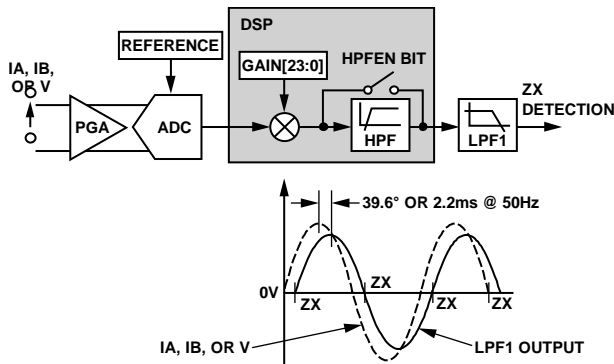 DSP
REFERENCE
HPFEN BIT
IA, IB,
OR V
GAIN[23:0]
ZX
DETECTION
PGA
ADC
HPF
LPF1
39.6° OR 2.2ms @ 50Hz
0V
ZX
ZX
ZX
ZX
IA, IB, OR V
LPF1 OUTPUT